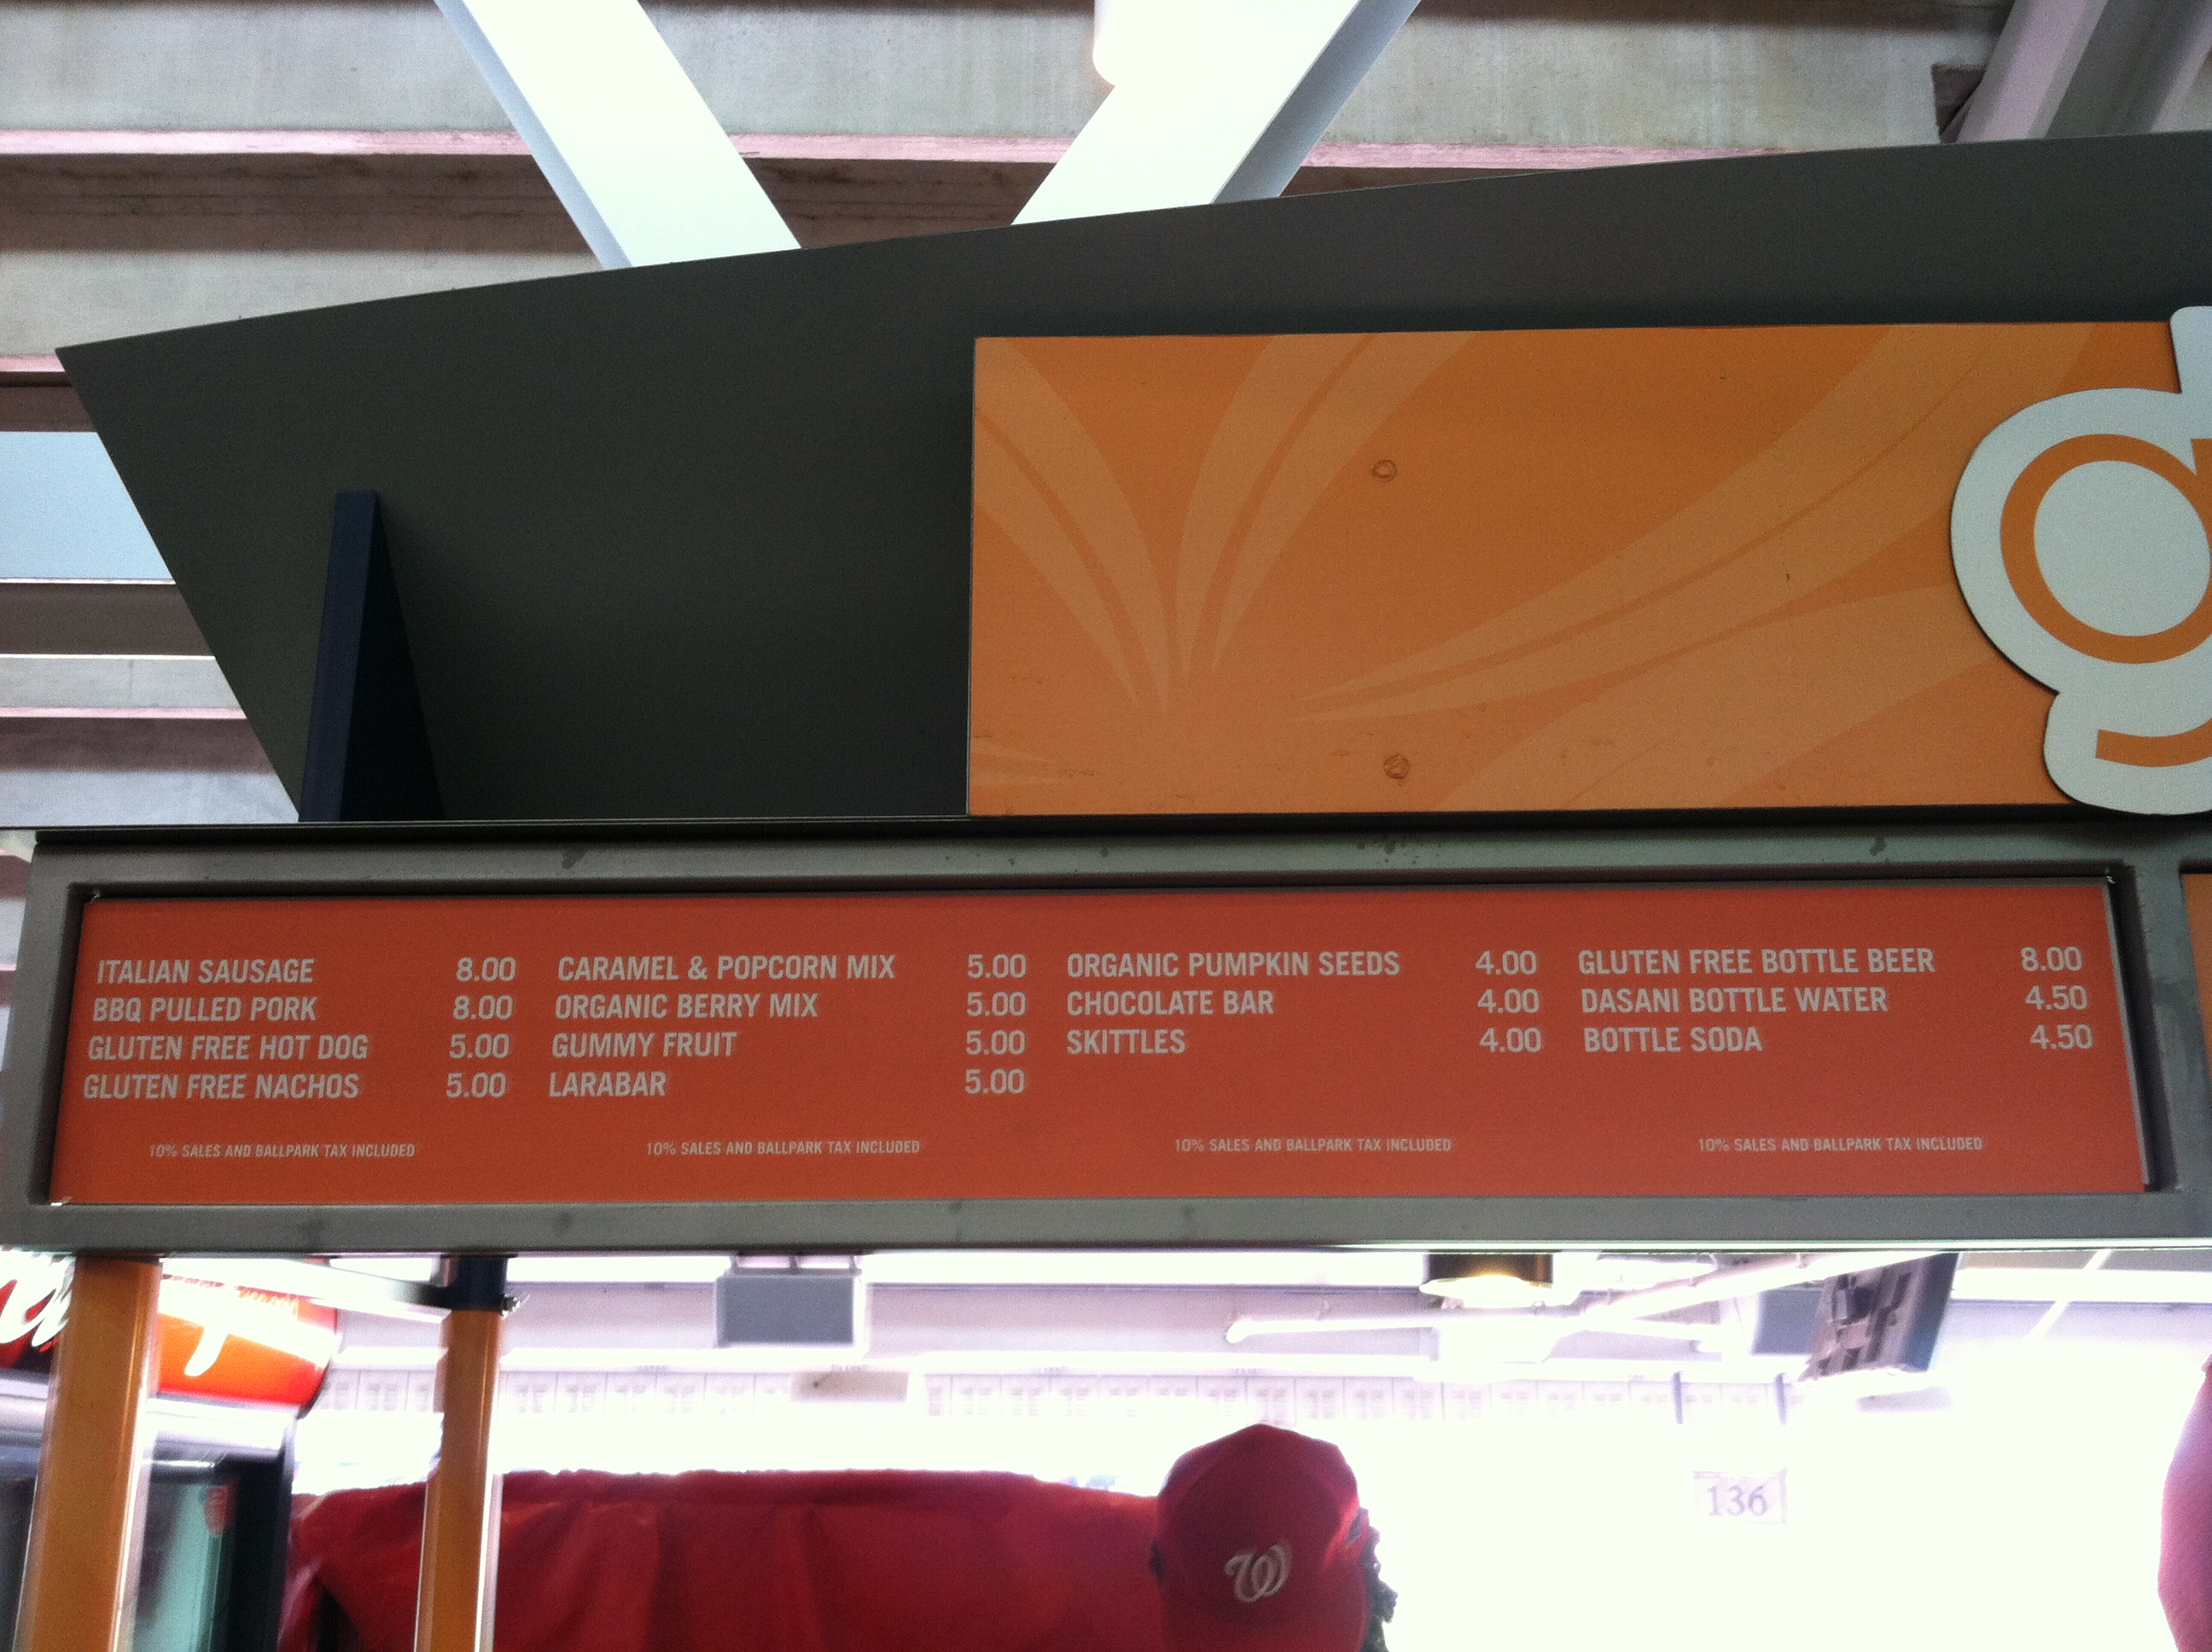 g
ITALIAN SAUSAGE 8.00
BBQ PULLED PORK 8.00
GLUTEN FREE HOT DOG 5.00
GLUTEN FREE NACHOS 5.00
10% SALES AND BALLPARK TAX INCLUDED
CARAMEL & POPCORN MIX 5.00
ORGANIC BERRY MIX 5.00
GUMMY FRUIT 5.00
LARABAR 5.00
10% SALES AND BALLPARK TAX INCLUDED
ORGANIC PUMPKIN SEEDS 4.00
CHOCOLATE BAR 4.00
SKITTLES 4.00
10% SALES AND BALLPARK TAX INCLUDED
GLUTEN FREE BOTTLE BEER 8.00
DASANI BOTTLE WATER 4.50
BOTTLE SODA 4.50
10% SALES AND BALLPARK TAX INCLUDED
136
W